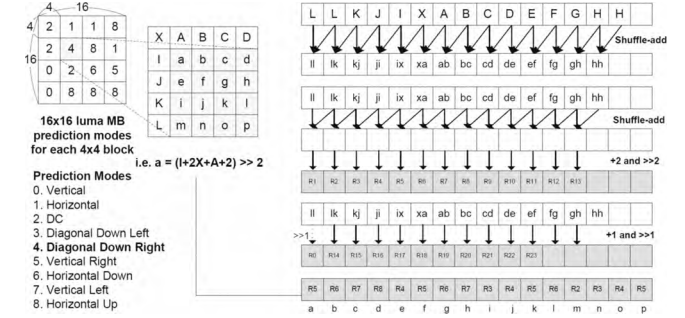 4 16
4 2 1 1 8
2 4 8 1
16
0 2 6 5
0 8 8 8
X A B C D
I a b c d
J e f g h
K i j k l
L m n o p
16x16 luma MB
prediction modes
for each 4x4 block
i.e. a = (I+2X+A+2) >> 2
Prediction Modes
0. Vertical
1. Horizontal
2. DC
3. Diagonal Down Left
4. Diagonal Down Right
5. Vertical Right
6. Horizontal Down
7. Vertical Left
8. Horizontal Up
L L K J I X A B C D E F G H H
Shuffle-add
ll lk kj ji ix xa ab bc cd de ef fg gh hh
ll lk kj ji ix xa ab bc cd de ef fg gh hh
Shuffle-add
+2 and >>2
R1 R2 R3 R4 R5 R6 R7 R8 R9 R10 R11 R12 R13
ll lk kj ji ix xa ab bc cd de ef fg gh hh
>>1
+1 and >>1
R0 R14 R15 R16 R17 R18 R19 R20 R21 R22 R23
R5 R6 R7 R8 R4 R5 R6 R7 R3 R4 R5 R6 R2 R3 R4 R5
a b c d e f g h i j k l m n o p